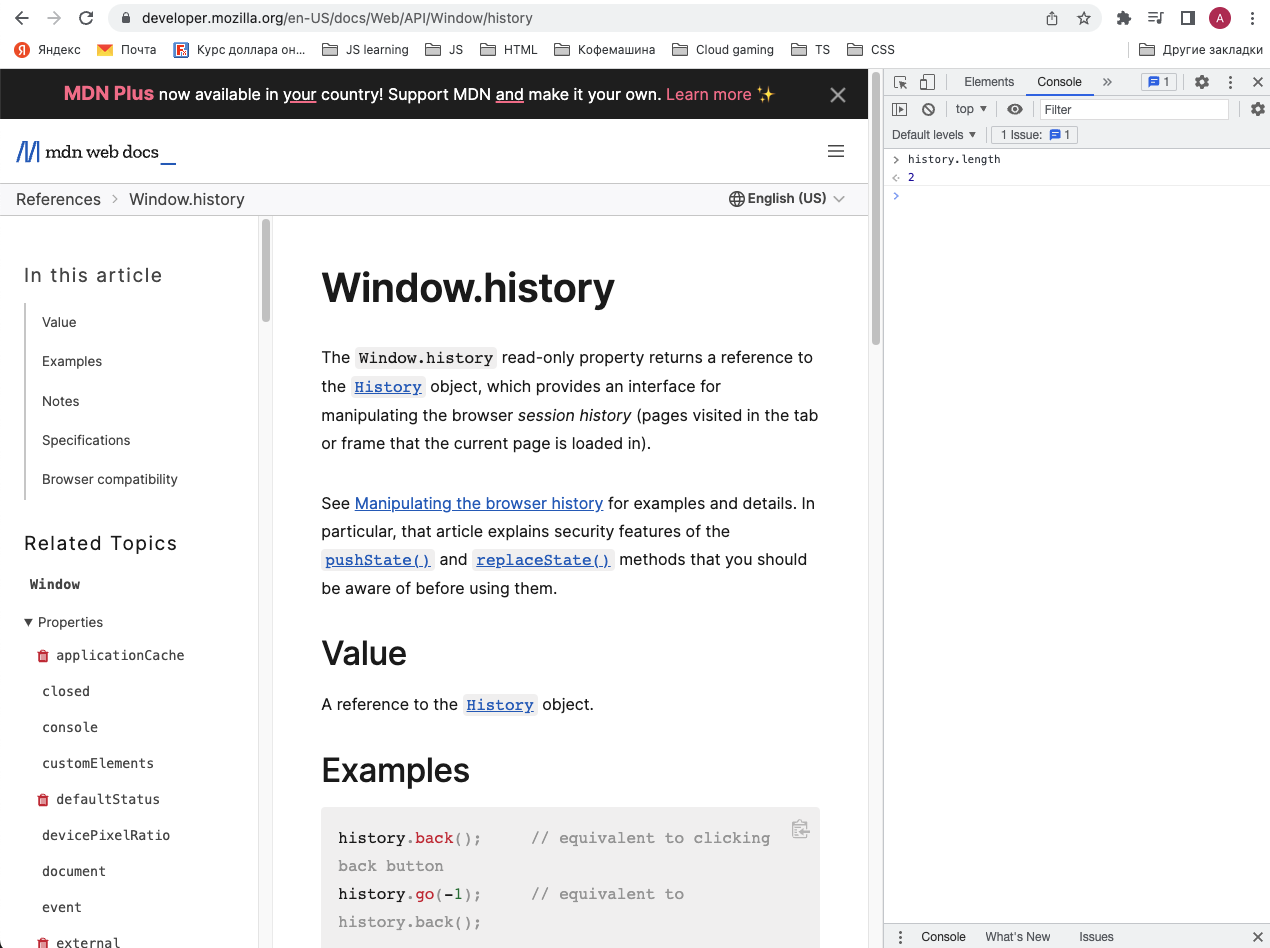 developer.mozilla.org/en-US/docs/Web/API/Window/history
A
Яндекс Почта Курс доллара он... JS learning JS HTML Кофемашина Cloud gaming TS CSS Другие закладки
MDN Plus now available in your country! Support MDN and make it your own. Learn more ✨
mdn web docs_
References > Window.history
English (US)
In this article
Value
Examples
Notes
Specifications
Browser compatibility
Related Topics
Window
▼ Properties
applicationCache
closed
console
customElements
defaultStatus
devicePixelRatio
document
event
external
Window.history
The Window.history read-only property returns a reference to
the History object, which provides an interface for
manipulating the browser session history (pages visited in the tab
or frame that the current page is loaded in).
See Manipulating the browser history for examples and details. In
particular, that article explains security features of the
pushState() and replaceState() methods that you should
be aware of before using them.
Value
A reference to the History object.
Examples
history.back();     // equivalent to clicking
back button
history.go(-1);     // equivalent to
history.back();
Elements Console » 1
top ▼ Filter
Default levels ▼ 1 Issue: 1
> history.length
2
>
Console What's New Issues